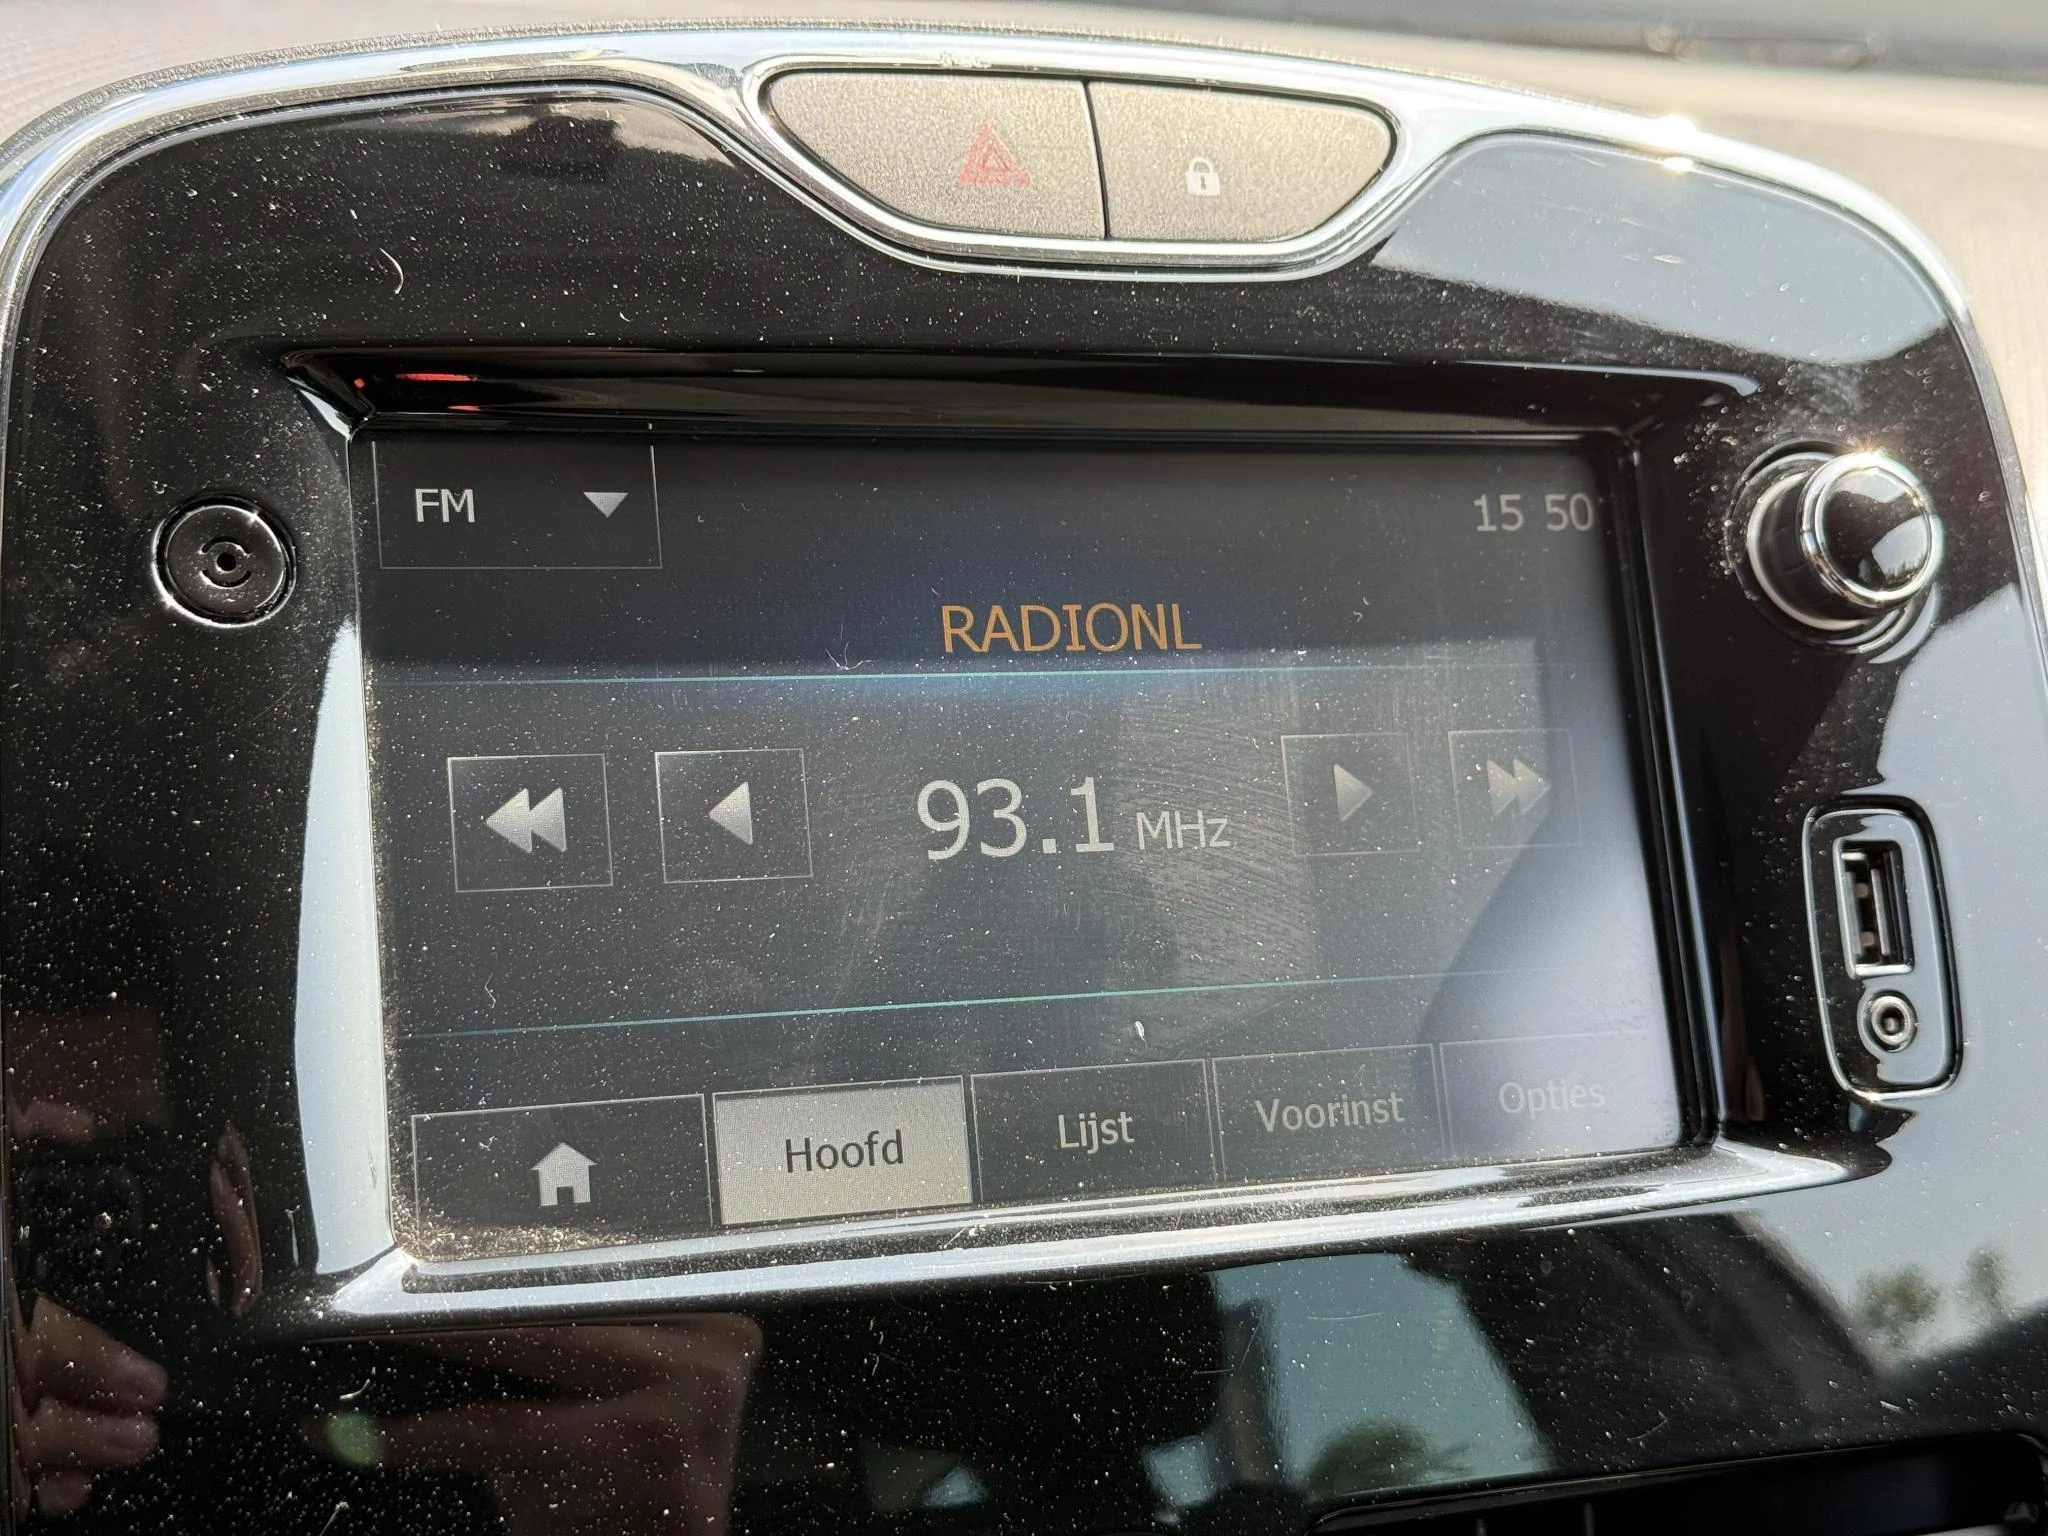 FM
15 50
RADIONL
93.1 MHz
Hoofd
Lijst
Voorinst
Opties